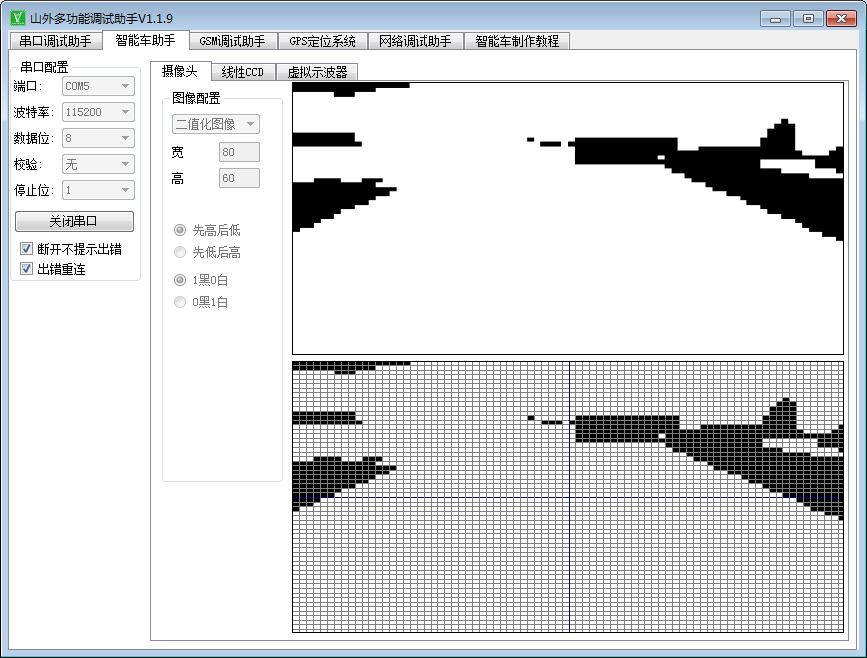 山外多功能调试助手V1.1.9
串口调试助手 智能车助手 GSM调试助手 GPS定位系统 网络调试助手 智能车制作教程
串口配置
端口: COM5
波特率: 115200
数据位: 8
校验: 无
停止位: 1
关闭串口
断开不提示出错
出错重连
摄像头 线性CCD 虚拟示波器
图像配置
二值化图像
宽 80
高 60
先高后低
先低后高
1黑0白
0黑1白